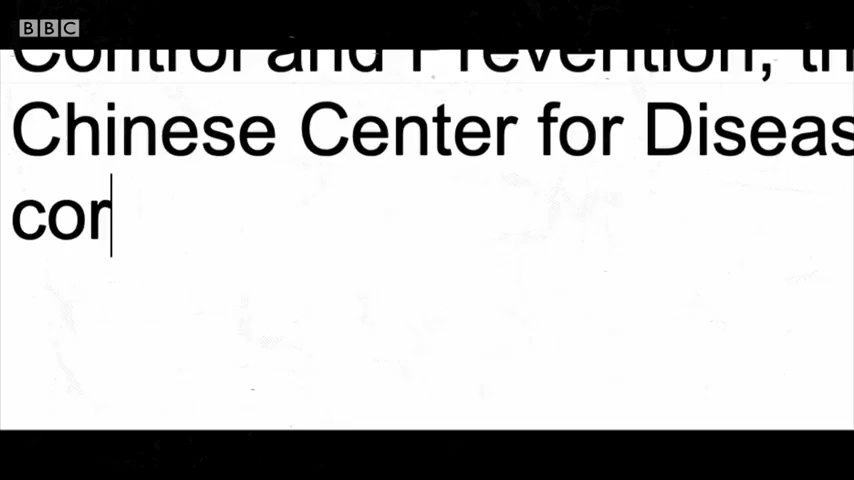 BBC
Control and Prevention, th
Chinese Center for Diseas
cor